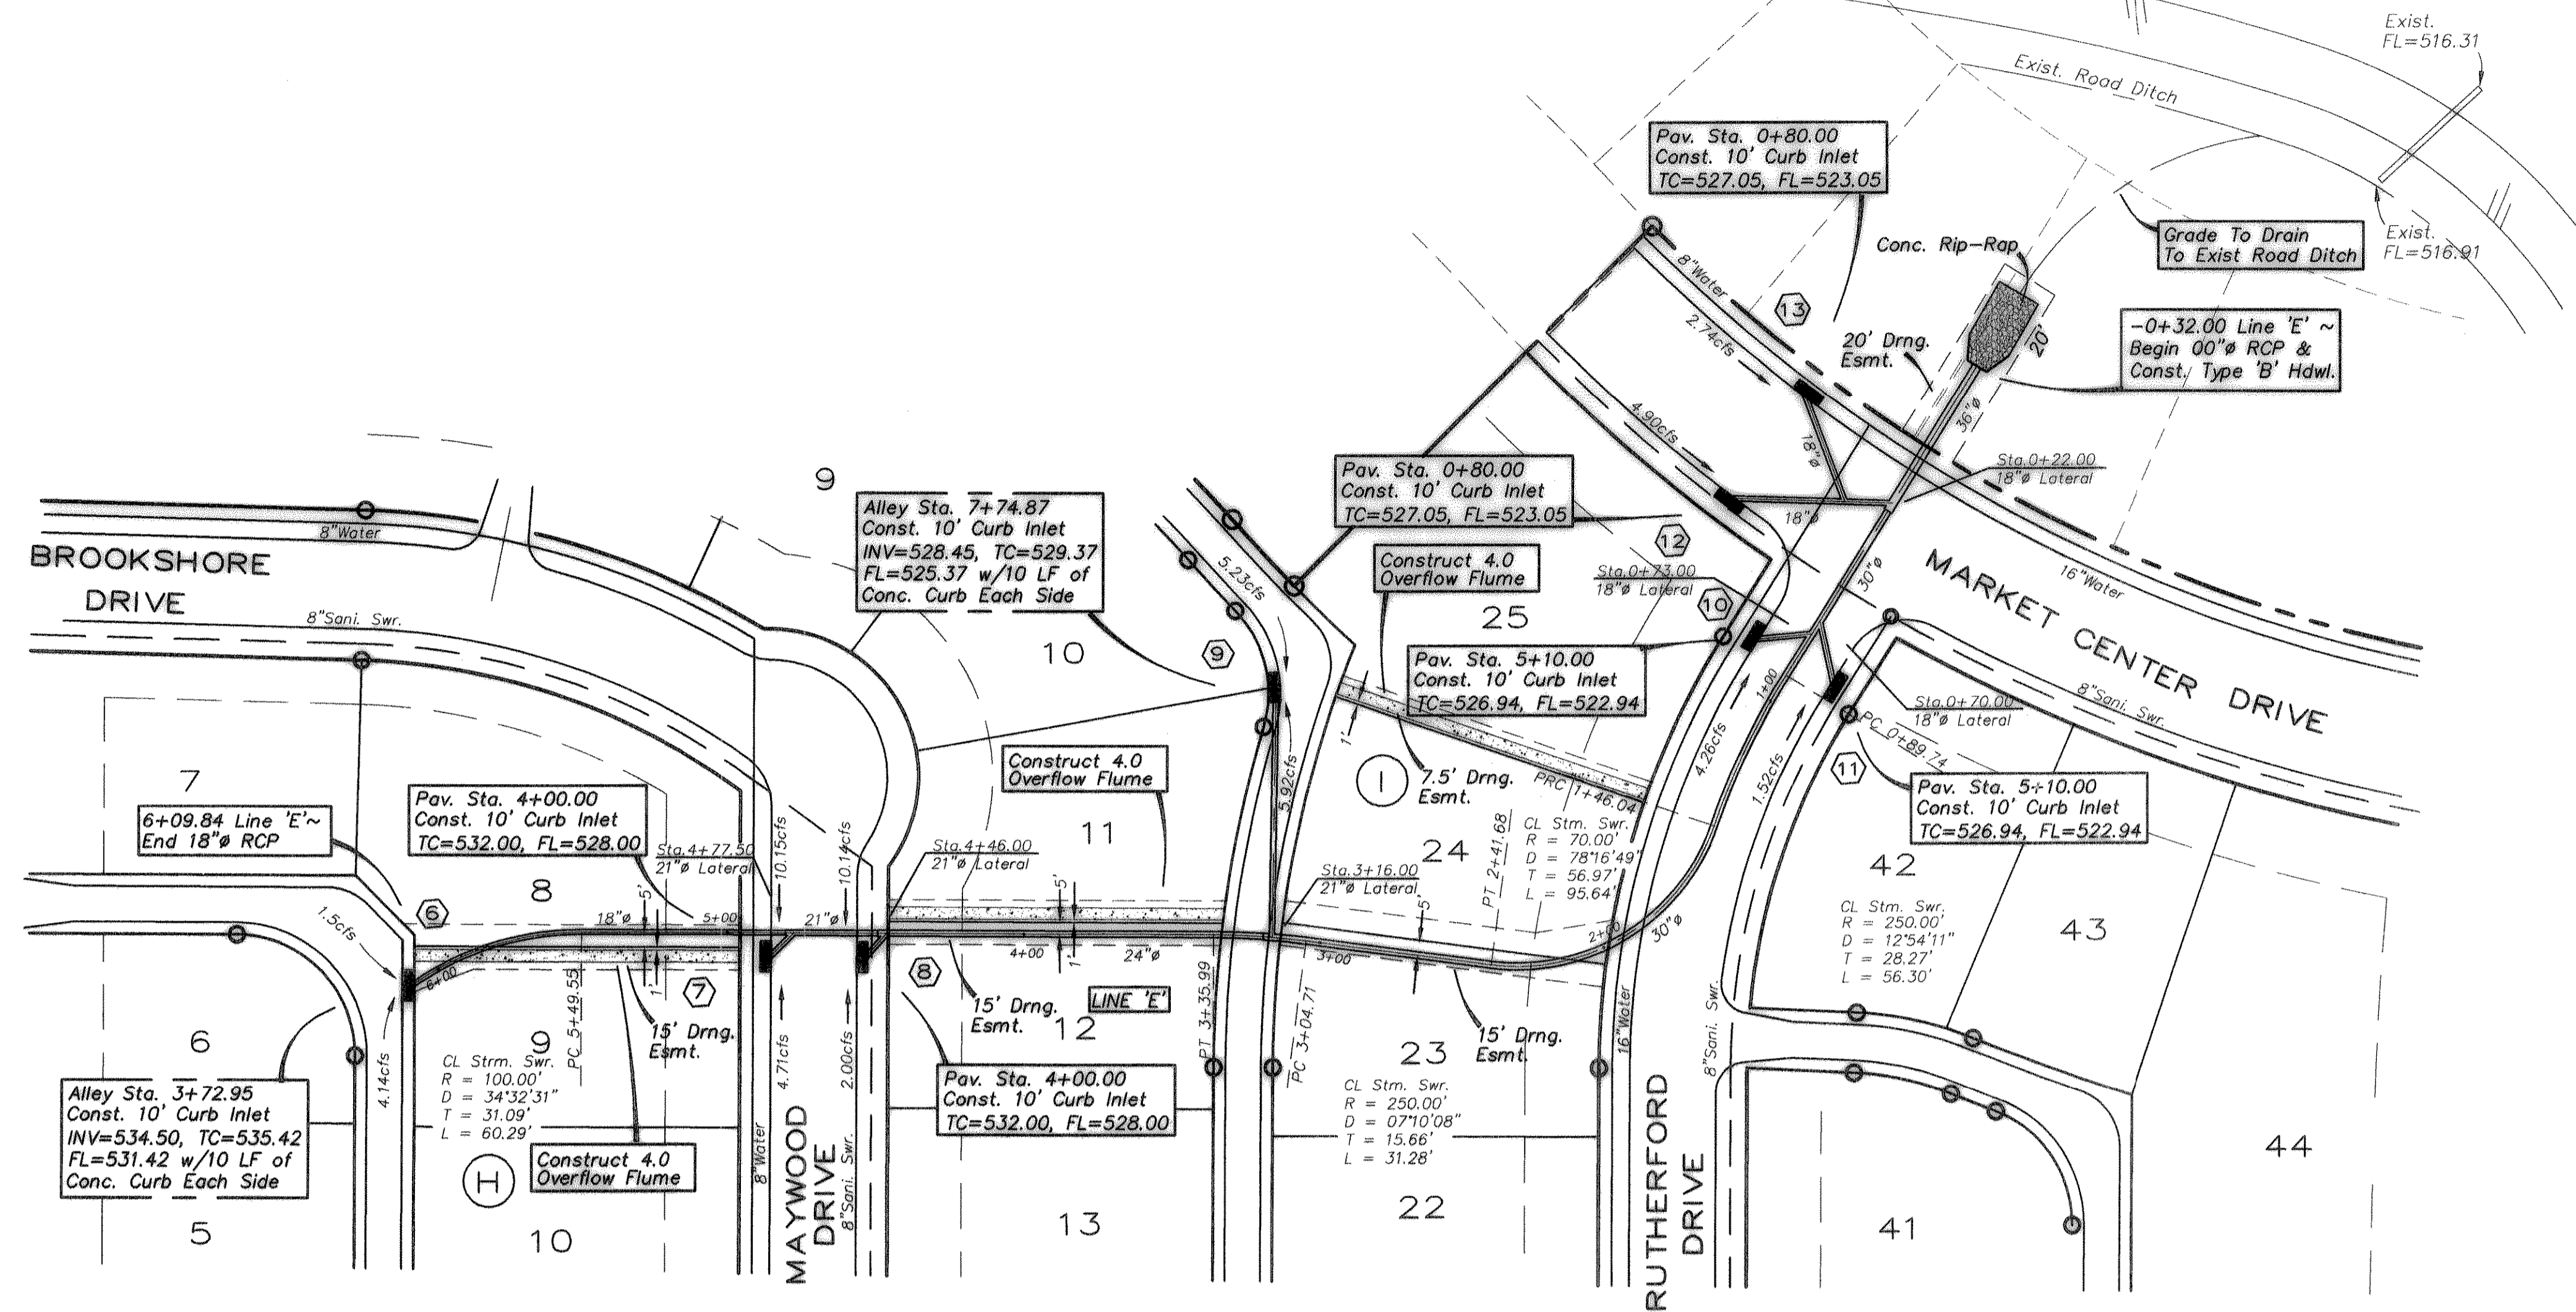 Exist.
FL=516.31
Exist. Road Ditch
Pav. Sta. 0+80.00
Const. 10' Curb Inlet
TC=527.05, FL=523.05
Conc. Rip-Rap
Grade To Drain
To Exist Road Ditch
Exist.
FL=516.91
8"Water
13
2.74cfs
20' Drng.
Esmt.
20'
-0+32.00 Line 'E' ~
Begin 00"ø RCP &
Const. Type 'B' Hdwl.
36"ø
4.90cfs
18"ø
Sta.0+22.00
18"ø Lateral
Pav. Sta. 0+80.00
Const. 10' Curb Inlet
TC=527.05, FL=523.05
18"ø
12
9
Alley Sta. 7+74.87
Const. 10' Curb Inlet
INV=528.45, TC=529.37
FL=525.37 w/10 LF of
Conc. Curb Each Side
8"Water
BROOKSHORE
DRIVE
8"Sani. Swr.
5.23cfs
Construct 4.0
Overflow Flume
Sta.0+73.00
18"ø Lateral
10
25
30"ø
MARKET CENTER DRIVE
16"Water
8"Sani. Swr.
10
9
Pav. Sta. 5+10.00
Const. 10' Curb Inlet
TC=526.94, FL=522.94
1+00
Sta.0+70.00
18"ø Lateral
PC 0+89.74
11
Pav. Sta. 5+10.00
Const. 10' Curb Inlet
TC=526.94, FL=522.94
7
6+09.84 Line 'E'~
End 18"ø RCP
Pav. Sta. 4+00.00
Const. 10' Curb Inlet
TC=532.00, FL=528.00
Sta.4+77.50
21"ø Lateral
10.15cfs
10.14cfs
Sta.4+46.00
21"ø Lateral
Construct 4.0
Overflow Flume
11
5.92cfs
1'
I
7.5' Drng.
Esmt.
PRC 1+46.04
4.26cfs
1.52cfs
24
PT 2+41.68
CL Stm. Swr.
R = 70.00'
D = 78°16'49"
T = 56.97'
L = 95.64'
Sta.3+16.00
21"ø Lateral
42
43
CL Stm. Swr.
R = 250.00'
D = 12°54'11"
T = 28.27'
L = 56.30'
8
1.5cfs
6
18"ø
5'
5+00
21"ø
5'
5'
2+00
30"ø
6+00
1'
7
8
4+00
1'
24"ø
3+00
PC 5+49.55
15' Drng.
Esmt.
15' Drng.
Esmt.
LINE 'E'
12
PT 3+35.99
PC 3+04.71
15' Drng.
Esmt.
23
16"Water
8"Sani. Swr.
6
9
CL Strm. Swr.
R = 100.00'
D = 34°32'31"
T = 31.09'
L = 60.29'
4.14cfs
4.71cfs
2.00cfs
Alley Sta. 3+72.95
Const. 10' Curb Inlet
INV=534.50, TC=535.42
FL=531.42 w/10 LF of
Conc. Curb Each Side
Pav. Sta. 4+00.00
Const. 10' Curb Inlet
TC=532.00, FL=528.00
CL Stm. Swr.
R = 250.00'
D = 07°10'08"
T = 15.66'
L = 31.28'
H
Construct 4.0
Overflow Flume
8"Water
MAYWOOD
DRIVE
8"Sani. Swr.
RUTHERFORD
DRIVE
5
10
13
22
41
44